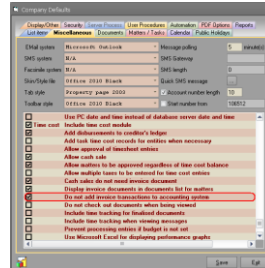 Company Defaults
Display/Other Security Server Process User Procedures Automation PDF Options Reports
List items Miscellaneous Documents Matters / Tasks Calendar Public Holidays
EMail system Microsoft Outlook Message polling 5 minute(s)
SMS system N/A SMS Gateway
Facsimile system N/A SMS length 0
Skin/Style file Office 2010 Black Quick SMS message
Tab style Property page 2003 Account number length 10
Toolbar style Office 2010 Black Start number from
Use PC date and time instead of database server date and time
Time cost Include time cost module
Add disbursements to creditor's ledger
Add task time cost records for entities when necessary
Allow approval of timesheet entries
Allow cash sale
Allow matters to be approved regardless of time cost balance
Allow multiple taxes to be entered for time cost entries
Cash sales do not need invoice document
Display invoice documents in documents list for matters
Do not add invoice transactions to accounting system
Do not check out documents when being viewed
Include time tracking for finalised documents
Include time tracking when viewing messages
Prevent processing entries if budget is not set
Use Microsoft Excel for displaying performance graphs
Save Exit